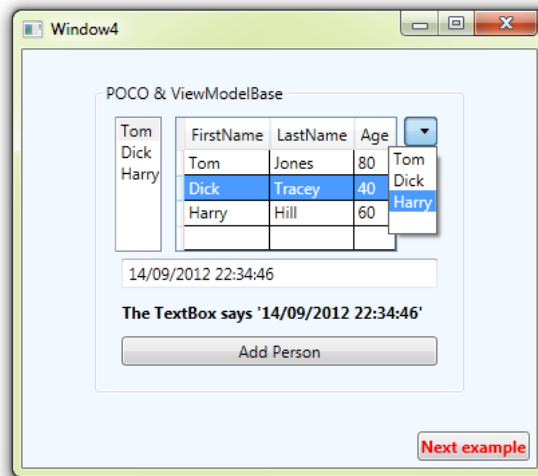 Window4
POCO & ViewModelBase
Tom
Dick
Harry
FirstName LastName Age
Tom Jones 80
Dick Tracey 40
Harry Hill 60
Tom
Dick
Harry
14/09/2012 22:34:46
The TextBox says '14/09/2012 22:34:46'
Add Person
Next example